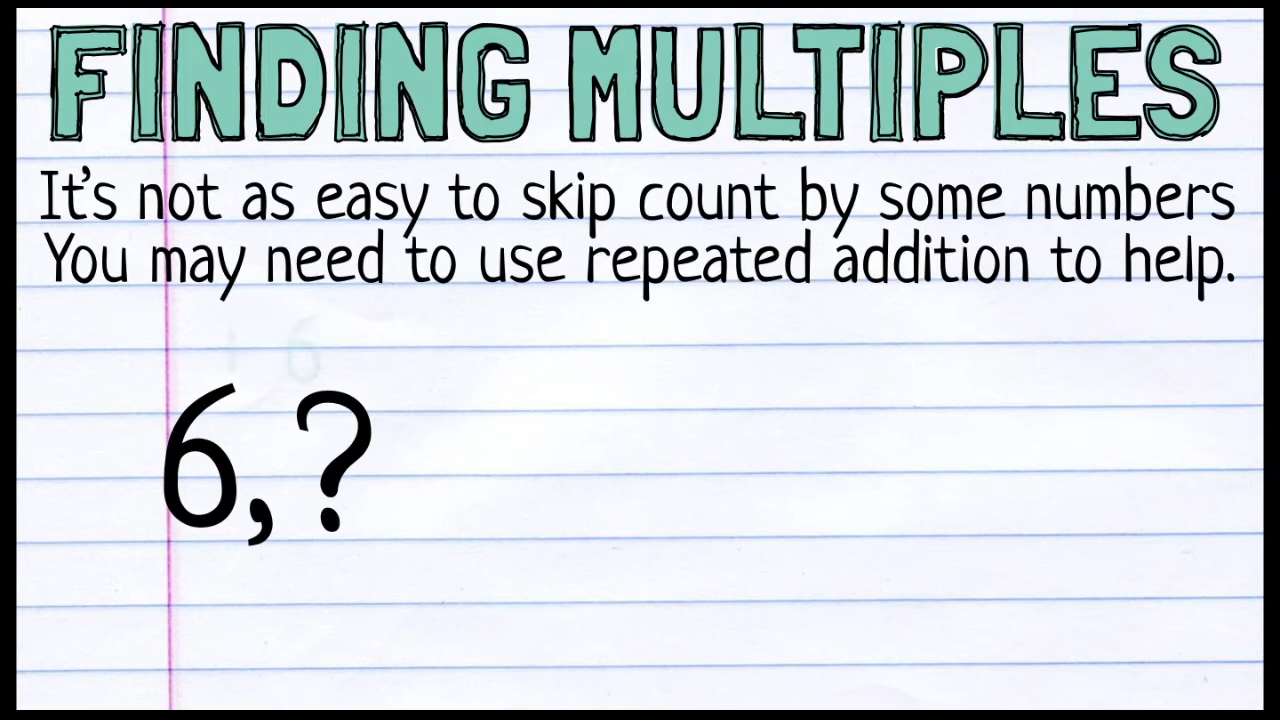 FINDING MULTIPLES
It's not as easy to skip count by some numbers
You may need to use repeated addition to help.
+ 6
6,?